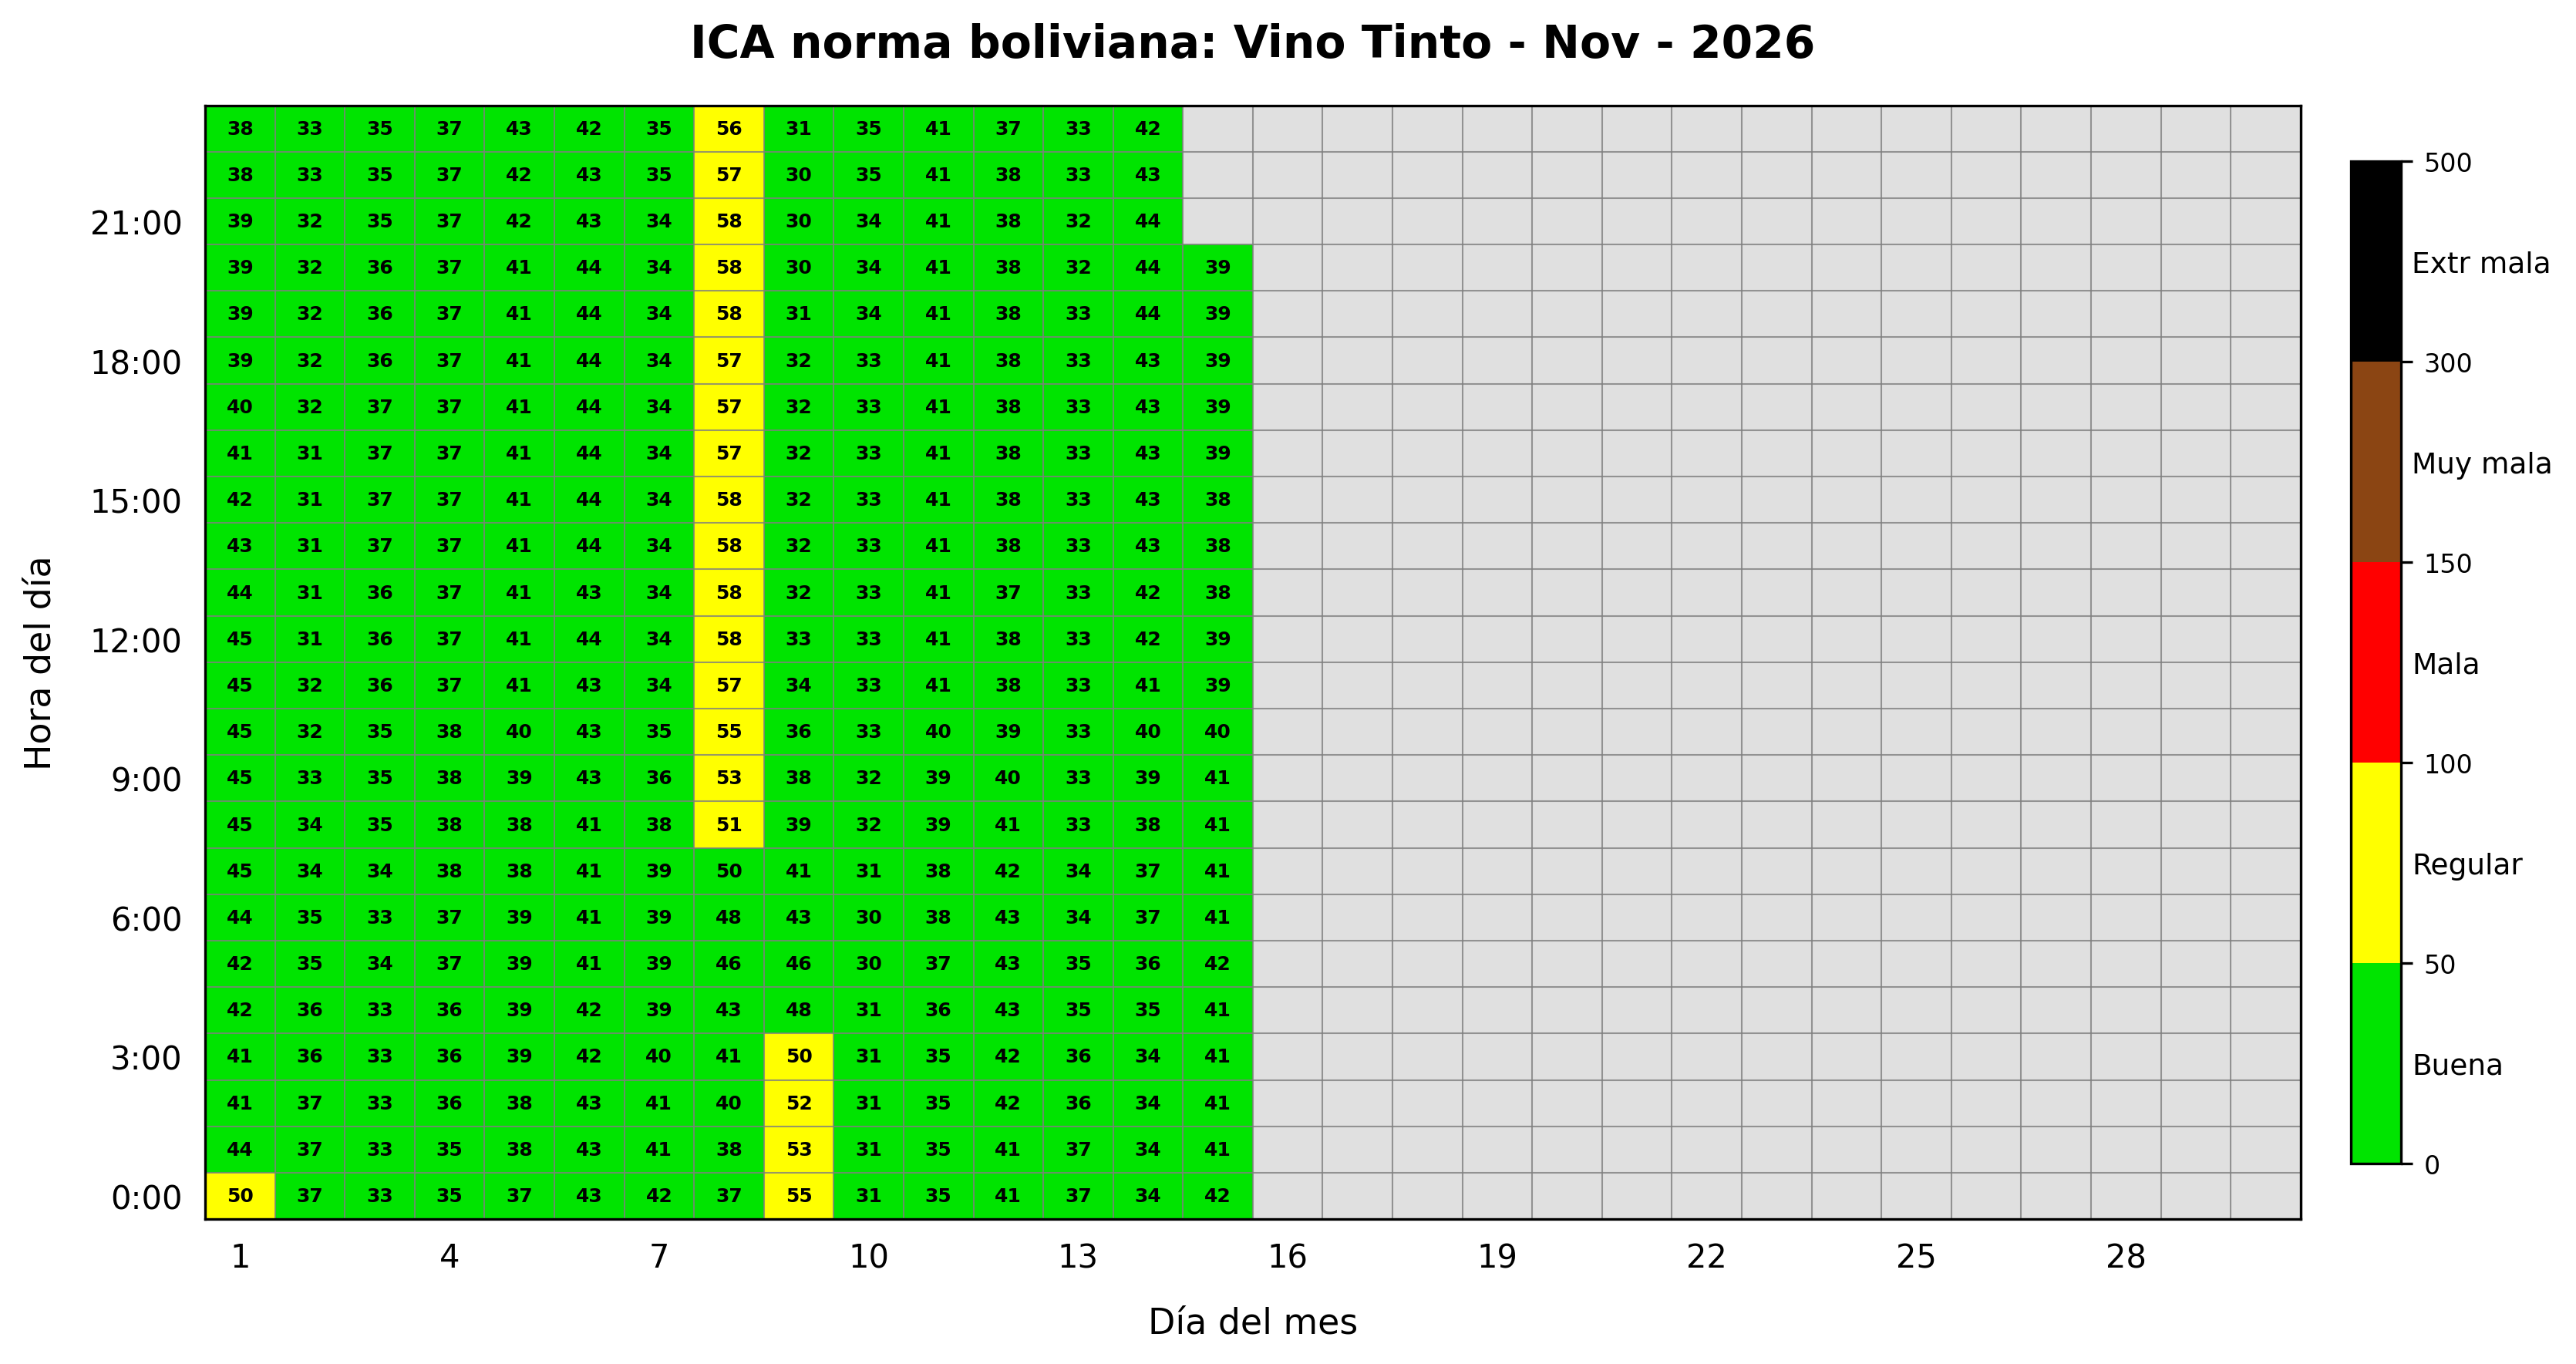 ICA norma boliviana: Vino Tinto - Nov - 2026
38 33 35 37 43 42 35 56 31 35 41 37 33 42
38 33 35 37 42 43 35 57 30 35 41 38 33 43
21:00 39 32 35 37 42 43 34 58 30 34 41 38 32 44
39 32 36 37 41 44 34 58 30 34 41 38 32 44 39
39 32 36 37 41 44 34 58 31 34 41 38 33 44 39
18:00 39 32 36 37 41 44 34 57 32 33 41 38 33 43 39
40 32 37 37 41 44 34 57 32 33 41 38 33 43 39
41 31 37 37 41 44 34 57 32 33 41 38 33 43 39
15:00 42 31 37 37 41 44 34 58 32 33 41 38 33 43 38
43 31 37 37 41 44 34 58 32 33 41 38 33 43 38
44 31 36 37 41 43 34 58 32 33 41 37 33 42 38
12:00 45 31 36 37 41 44 34 58 33 33 41 38 33 42 39
45 32 36 37 41 43 34 57 34 33 41 38 33 41 39
45 32 35 38 40 43 35 55 36 33 40 39 33 40 40
9:00 45 33 35 38 39 43 36 53 38 32 39 40 33 39 41
45 34 35 38 38 41 38 51 39 32 39 41 33 38 41
45 34 34 38 38 41 39 50 41 31 38 42 34 37 41
6:00 44 35 33 37 39 41 39 48 43 30 38 43 34 37 41
42 35 34 37 39 41 39 46 46 30 37 43 35 36 42
42 36 33 36 39 42 39 43 48 31 36 43 35 35 41
3:00 41 36 33 36 39 42 40 41 50 31 35 42 36 34 41
41 37 33 36 38 43 41 40 52 31 35 42 36 34 41
44 37 33 35 38 43 41 38 53 31 35 41 37 34 41
0:00 50 37 33 35 37 43 42 37 55 31 35 41 37 34 42
1 4 7 10 13 16 19 22 25 28
Día del mes
Hora del día
500
Extr mala
300
Muy mala
150
Mala
100
Regular
50
Buena
0